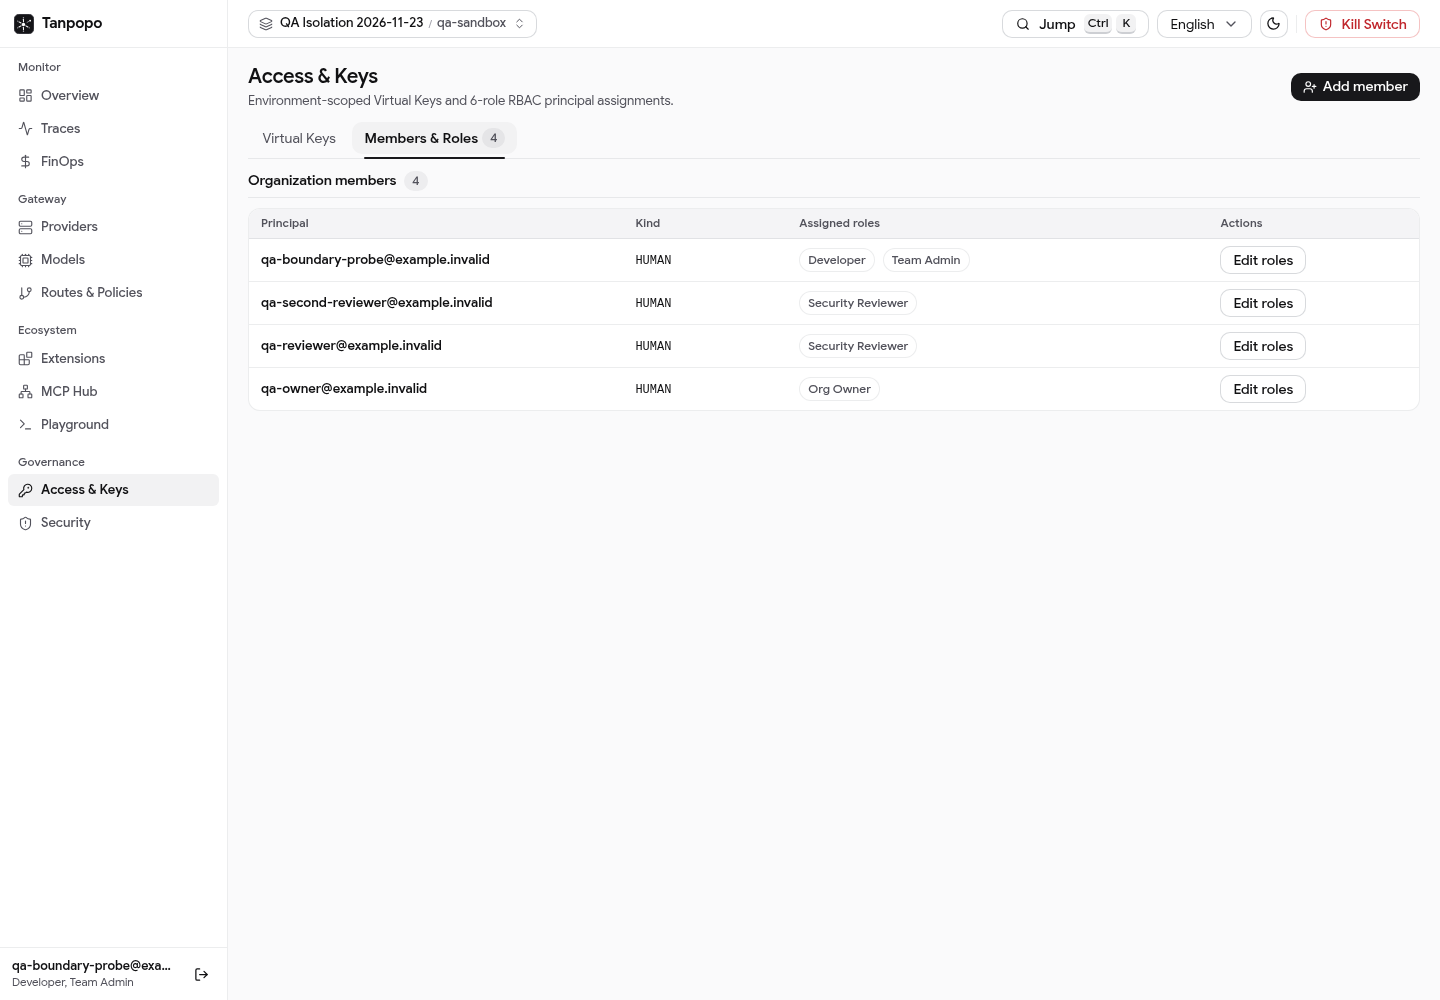 Tanpopo
QA Isolation 2026-11-23 / qa-sandbox
Jump Ctrl K
English
Kill Switch
Monitor
Overview
Traces
FinOps
Gateway
Providers
Models
Routes & Policies
Ecosystem
Extensions
MCP Hub
Playground
Governance
Access & Keys
Security
qa-boundary-probe@exa...
Developer, Team Admin
Access & Keys
Environment-scoped Virtual Keys and 6-role RBAC principal assignments.
Add member
Virtual Keys
Members & Roles 4
Organization members 4
Principal Kind Assigned roles Actions
qa-boundary-probe@example.invalid HUMAN Developer Team Admin Edit roles
qa-second-reviewer@example.invalid HUMAN Security Reviewer Edit roles
qa-reviewer@example.invalid HUMAN Security Reviewer Edit roles
qa-owner@example.invalid HUMAN Org Owner Edit roles